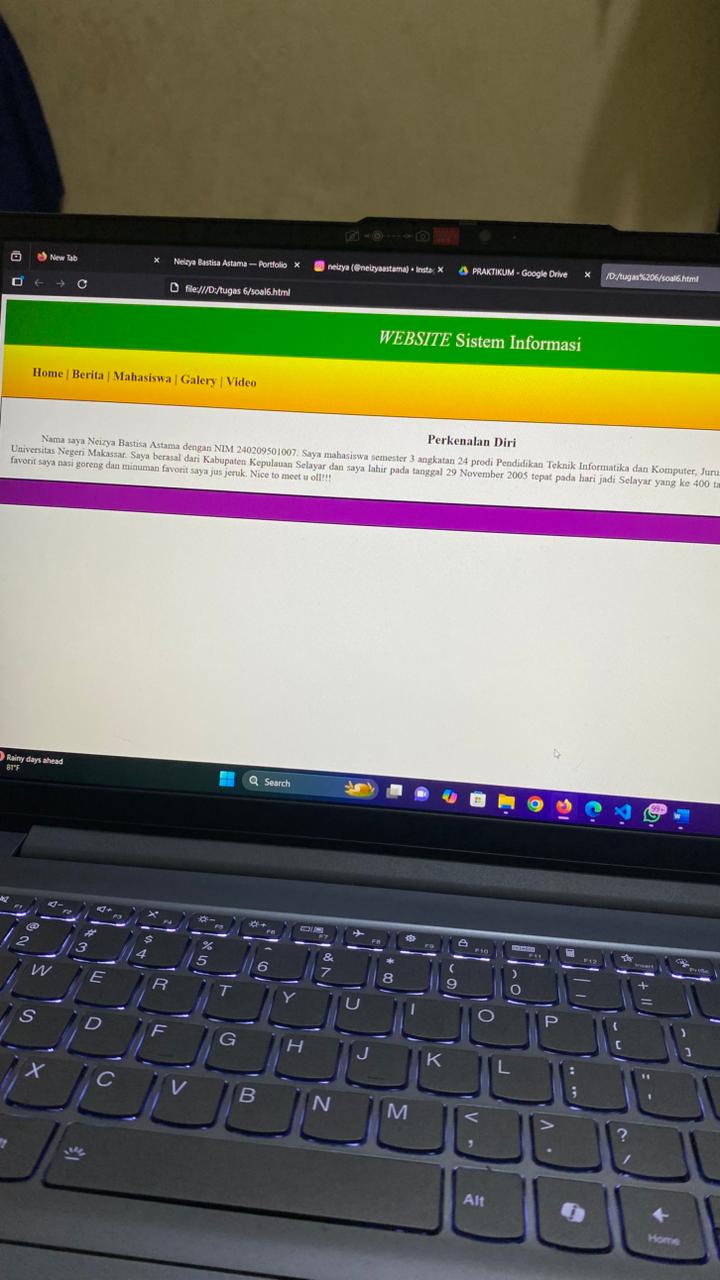 New Tab
Neizya Bastisa Astama — Portfolio
neizya (@neizyaastama) • Insta
PRAKTIKUM - Google Drive
/D:/tugas%206/soal6.html
file:///D:/tugas 6/soal6.html
WEBSITE Sistem Informasi
Home | Berita | Mahasiswa | Galery | Video
Perkenalan Diri
Nama saya Neizya Bastisa Astama dengan NIM 240209501007. Saya mahasiswa semester 3 angkatan 24 prodi Pendidikan Teknik Informatika dan Komputer, Juru
Universitas Negeri Makassar. Saya berasal dari Kabupaten Kepulauan Selayar dan saya lahir pada tanggal 29 November 2005 tepat pada hari jadi Selayar yang ke 400 ta
favorit saya nasi goreng dan minuman favorit saya jus jeruk. Nice to meet u oll!!!
Rainy days ahead
81°F
Search
99+
F1 F2 F3 F4 F5 F6 F7 F8 F9 F10 F11 F12 Insert PrtSc
@ # $ % ^ & * ( ) — +
2 3 4 5 6 7 8 9 0 - =
W E R T Y U I O P { [ } ]
S D F G H J K L : ; " '
X C V B N M < , > . ? /
Alt
Home